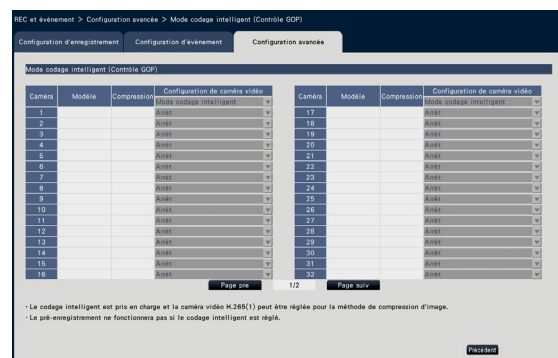 REC et événement > Configuration avancée > Mode codage intelligent (Contrôle GOP)
Configuration d'enregistrement Configuration d'évènement Configuration avancée
Mode codage intelligent (Contrôle GOP)
Caméra Modèle Compression Configuration de caméra vidéo
Mode codage intelligent
1 Arrêt
2 Arrêt
3 Arrêt
4 Arrêt
5 Arrêt
6 Arrêt
7 Arrêt
8 Arrêt
9 Arrêt
10 Arrêt
11 Arrêt
12 Arrêt
13 Arrêt
14 Arrêt
15 Arrêt
16 Arrêt
Caméra Modèle Compression Configuration de caméra vidéo
Mode codage intelligent
17 Arrêt
18 Arrêt
19 Arrêt
20 Arrêt
21 Arrêt
22 Arrêt
23 Arrêt
24 Arrêt
25 Arrêt
26 Arrêt
27 Arrêt
28 Arrêt
29 Arrêt
30 Arrêt
31 Arrêt
32 Arrêt
Page pre 1/2 Page suiv
・Le codage intelligent est pris en charge et la caméra vidéo H.265(1) peut être réglée pour la méthode de compression d'image.
・Le pré-enregistrement ne fonctionnera pas si le codage intelligent est réglé.
Précédent